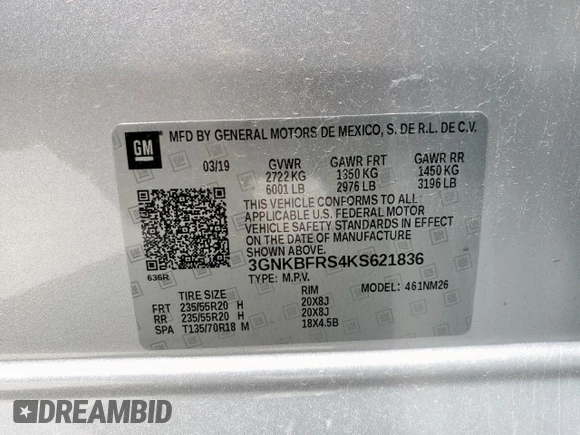 GM MFD BY GENERAL MOTORS DE MEXICO, S. DE R.L. DE C.V.
03/19 GVWR GAWR FRT GAWR RR
2722 KG 1350 KG 1450 KG
6001 LB 2976 LB 3196 LB
THIS VEHICLE CONFORMS TO ALL
APPLICABLE U.S. FEDERAL MOTOR
VEHICLE SAFETY STANDARDS IN EFFECT
ON THE DATE OF MANUFACTURE
SHOWN ABOVE.
3GNKBFRS4KS621836
636R TYPE: M.P.V.
TIRE SIZE RIM MODEL: 461NM26
FRT 235/55R20 H 20X8J
RR 235/55R20 H 20X8J
SPA T135/70R18 M 18X4.5B
DREAMBID